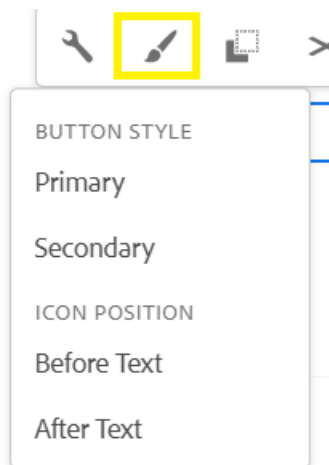 BUTTON STYLE
Primary
Secondary
ICON POSITION
Before Text
After Text